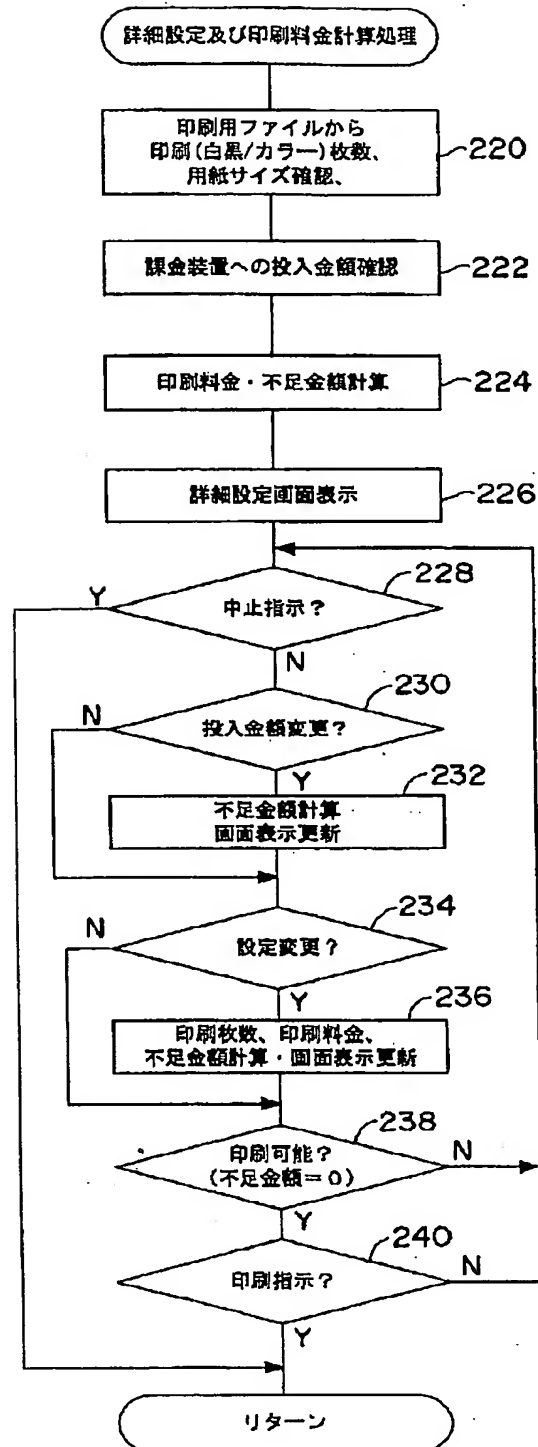 詳細設定及び印刷料金計算処理
印刷用ファイルから
印刷(白黒/カラー)枚数、
用紙サイズ確認、
220
課金装置への投入金額確認
222
印刷料金・不足金額計算
224
詳細設定画面表示
226
228
Y
中止指示?
N
230
N
投入金額変更?
Y
232
不足金額計算
画面表示更新
234
N
設定変更?
Y
236
印刷枚数、印刷料金、
不足金額計算・画面表示更新
238
印刷可能?
(不足金額=0)
N
Y
240
印刷指示?
N
Y
リターン